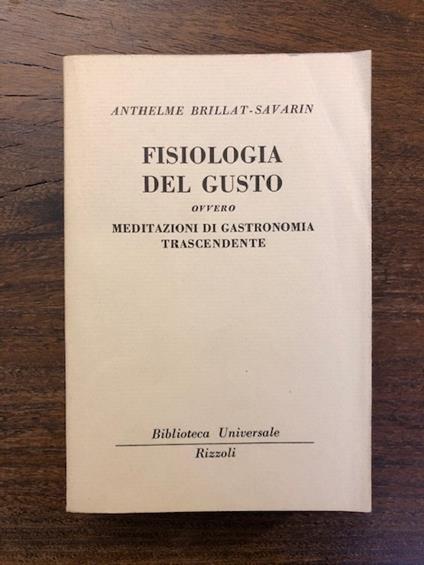 ANTHELME BRILLAT-SAVARIN
FISIOLOGIA
DEL GUSTO
OVVERO
MEDITAZIONI DI GASTRONOMIA
TRASCENDENTE
Biblioteca Universale
Rizzoli